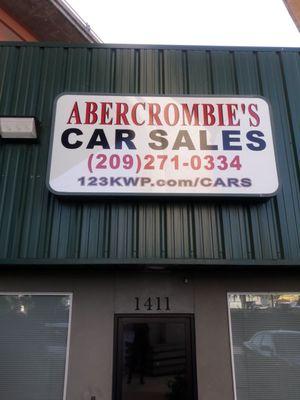 ABERCROMBIE'S
CAR SALES
(209)271-0334
123KWP.com/CARS
1411